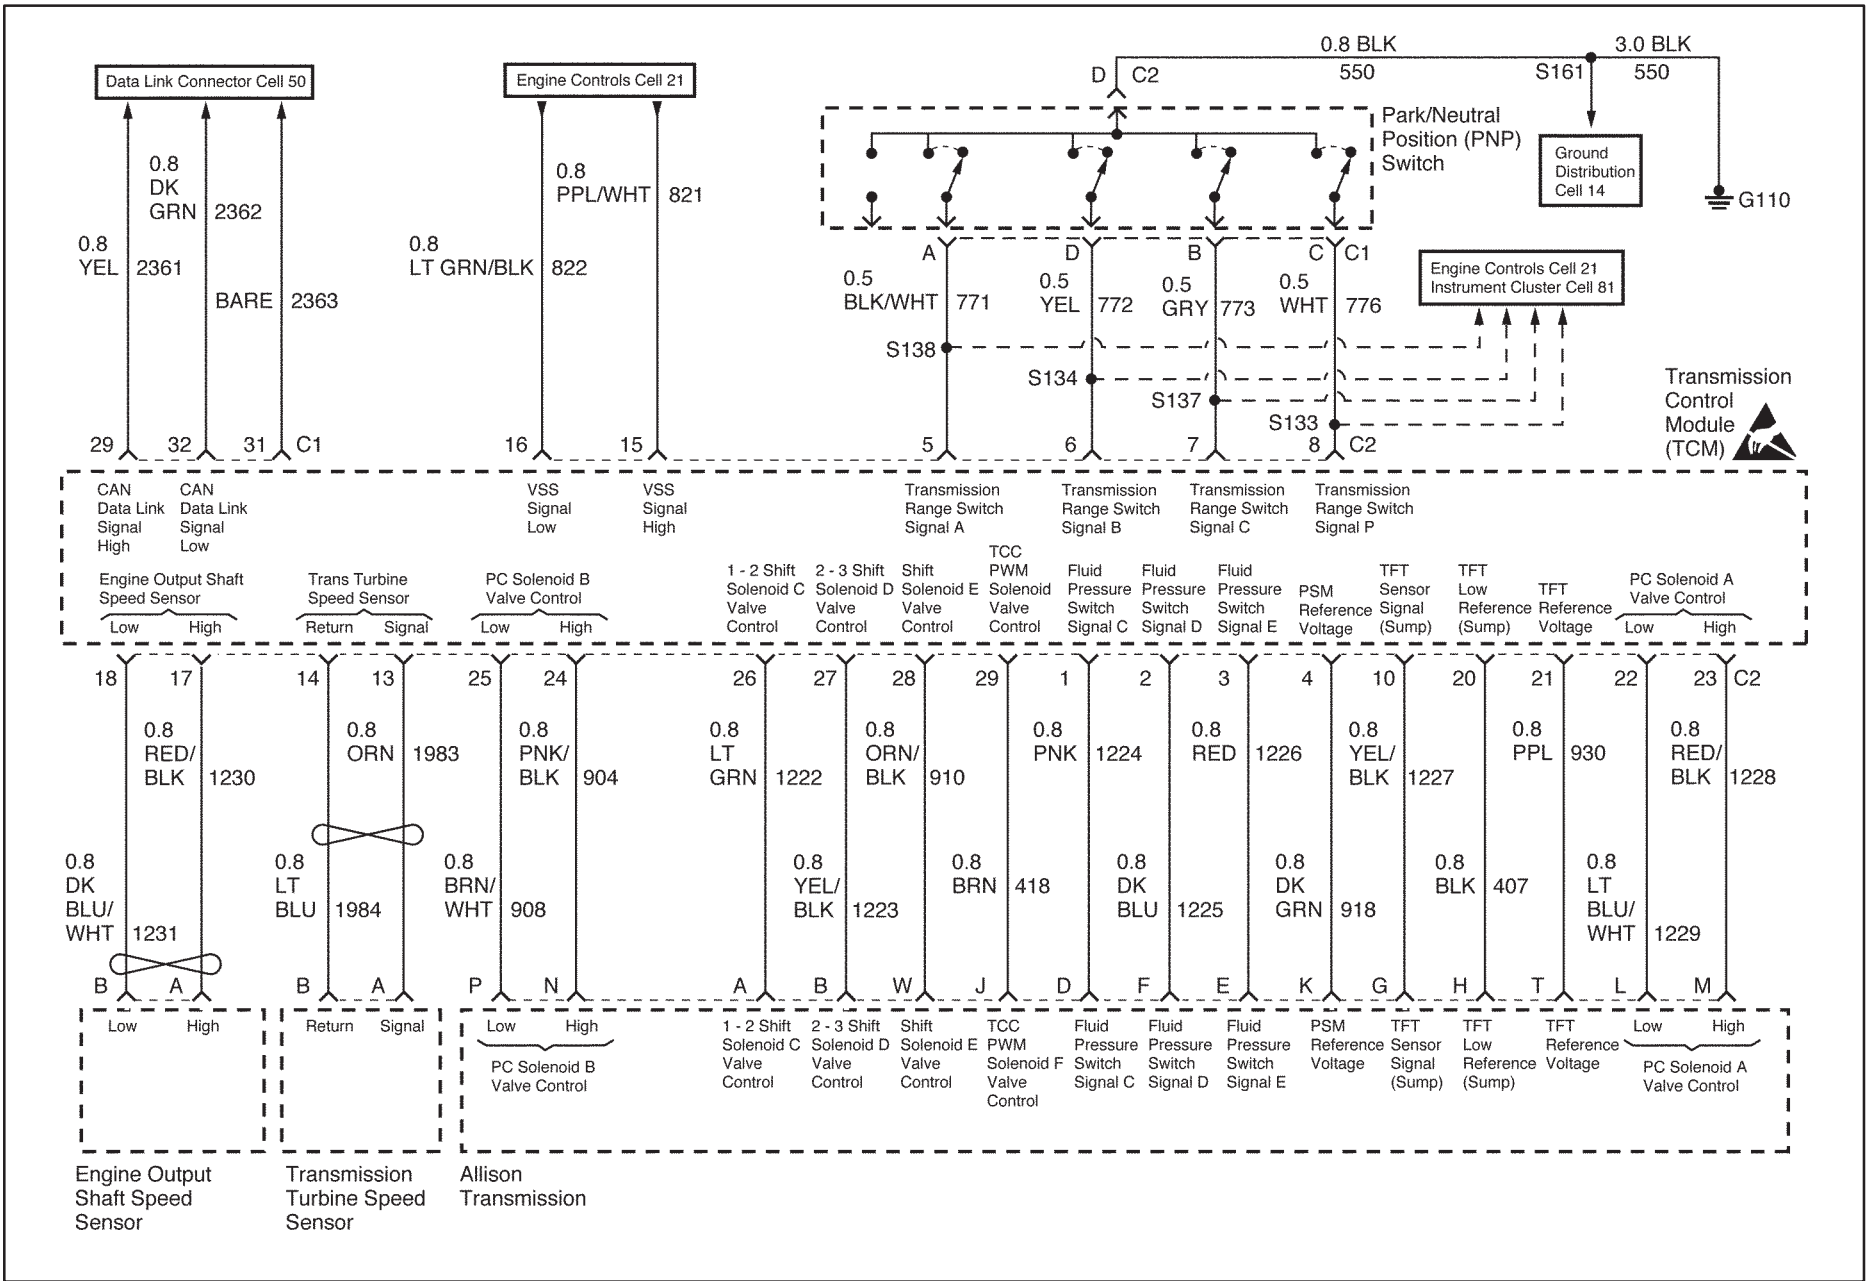 0.8 BLK
3.0 BLK
550
S161
550
D
C2
Data Link Connector Cell 50
Engine Controls Cell 21
Park/Neutral
Position (PNP)
Switch
Ground
Distribution
Cell 14
G110
0.8
DK
GRN
2362
0.8
PPL/WHT
821
0.8
YEL
2361
0.8
LT GRN/BLK
822
BARE
2363
A
D
B
C
C1
0.5
BLK/WHT
771
0.5
YEL
772
0.5
GRY
773
0.5
WHT
776
Engine Controls Cell 21
Instrument Cluster Cell 81
S138
S134
S137
S133
Transmission
Control
Module
(TCM)
29
32
31
C1
16
15
5
6
7
8
C2
CAN
Data Link
Signal
High
CAN
Data Link
Signal
Low
VSS
Signal
Low
VSS
Signal
High
Transmission
Range Switch
Signal A
Transmission
Range Switch
Signal B
Transmission
Range Switch
Signal C
Transmission
Range Switch
Signal P
Engine Output Shaft
Speed Sensor
Low
High
Trans Turbine
Speed Sensor
Return
Signal
PC Solenoid B
Valve Control
Low
High
1 - 2 Shift
Solenoid C
Valve
Control
2 - 3 Shift
Solenoid D
Valve
Control
Shift
Solenoid E
Valve
Control
TCC
PWM
Solenoid
Valve
Control
Fluid
Pressure
Switch
Signal C
Fluid
Pressure
Switch
Signal D
Fluid
Pressure
Switch
Signal E
PSM
Reference
Voltage
TFT
Sensor
Signal
(Sump)
TFT
Low
Reference
(Sump)
TFT
Reference
Voltage
PC Solenoid A
Valve Control
Low
High
18
17
14
13
25
24
26
27
28
29
1
2
3
4
10
20
21
22
23
C2
0.8
RED/
BLK
1230
0.8
ORN
1983
0.8
PNK/
BLK
904
0.8
LT
GRN
1222
0.8
ORN/
BLK
910
0.8
PNK
1224
0.8
RED
1226
0.8
YEL/
BLK
1227
0.8
PPL
930
0.8
RED/
BLK
1228
0.8
DK
BLU/
WHT
1231
0.8
LT
BLU
1984
0.8
BRN/
WHT
908
0.8
YEL/
BLK
1223
0.8
BRN
418
0.8
DK
BLU
1225
0.8
DK
GRN
918
0.8
BLK
407
0.8
LT
BLU/
WHT
1229
B
A
B
A
P
N
A
B
W
J
D
F
E
K
G
H
T
L
M
Low
High
Return
Signal
Low
High
PC Solenoid B
Valve Control
1 - 2 Shift
Solenoid C
Valve
Control
2 - 3 Shift
Solenoid D
Valve
Control
Shift
Solenoid E
Valve
Control
TCC
PWM
Solenoid F
Valve
Control
Fluid
Pressure
Switch
Signal C
Fluid
Pressure
Switch
Signal D
Fluid
Pressure
Switch
Signal E
PSM
Reference
Voltage
TFT
Sensor
Signal
(Sump)
TFT
Low
Reference
(Sump)
TFT
Reference
Voltage
Low
High
PC Solenoid A
Valve Control
Engine Output
Shaft Speed
Sensor
Transmission
Turbine Speed
Sensor
Allison
Transmission